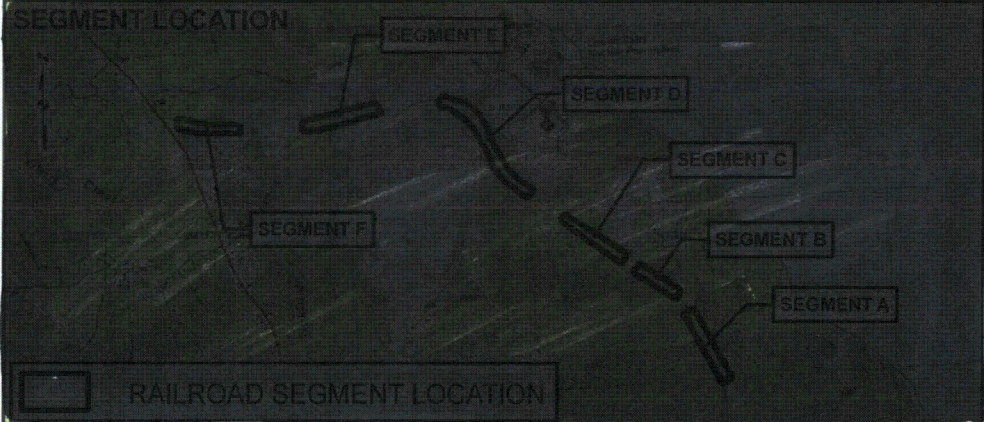 SEGMENT LOCATION
SEGMENT E
SEGMENT D
SEGMENT C
SEGMENT F
SEGMENT B
SEGMENT A
RAILROAD SEGMENT LOCATION